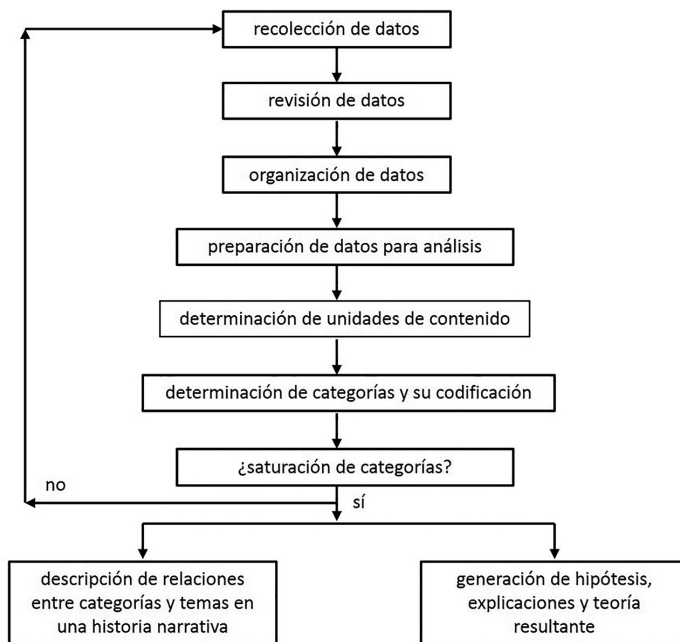 recolección de datos
revisión de datos
organización de datos
preparación de datos para análisis
determinación de unidades de contenido
determinación de categorías y su codificación
¿saturación de categorías?
no
sí
descripción de relaciones
entre categorías y temas en
una historia narrativa
generación de hipótesis,
explicaciones y teoría
resultante